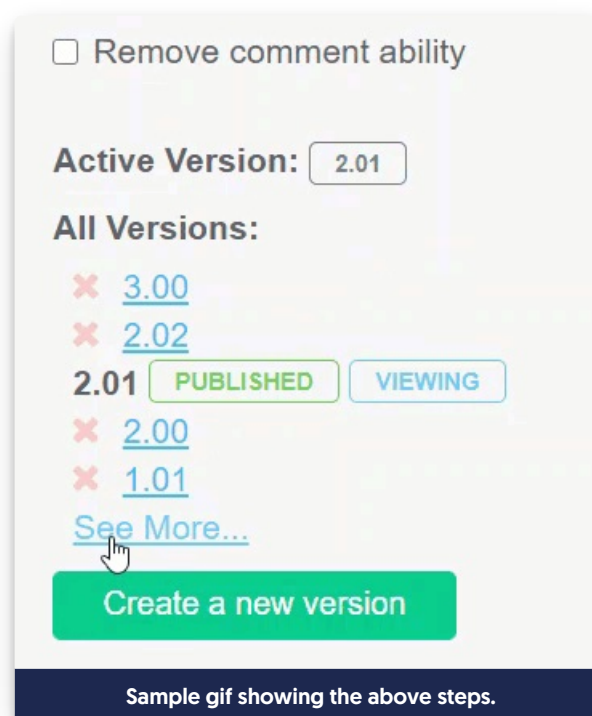 Remove comment ability
Active Version: 2.01
All Versions:
3.00
2.02
2.01 PUBLISHED VIEWING
2.00
1.01
See More...
Create a new version
Sample gif showing the above steps.